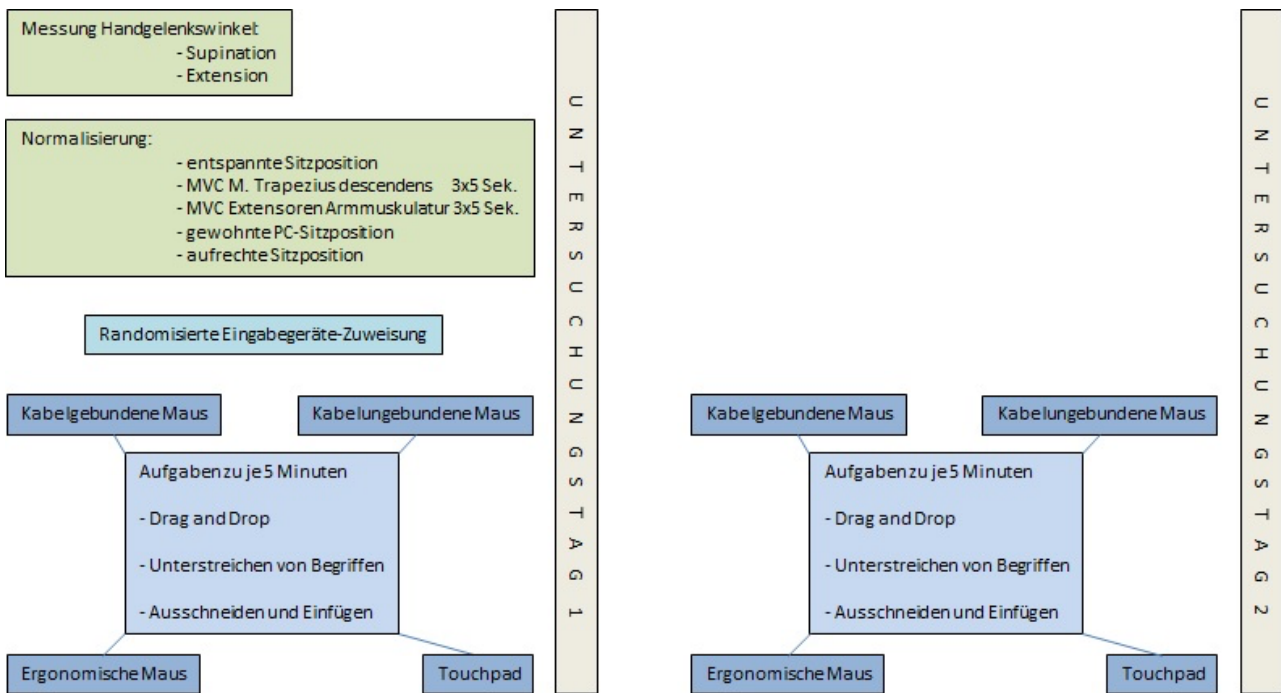 Messung Handgelenkswinkel:
- Supination
- Extension
Normalisierung:
- entspannte Sitzposition
- MVC M. Trapezius descendens 3x5 Sek.
- MVC Extensoren Armmuskulatur 3x5 Sek.
- gewohnte PC-Sitzposition
- aufrechte Sitzposition
Randomisierte Eingabegeräte-Zuweisung
Kabelgebundene Maus
Kabelungebundene Maus
Aufgaben zu je 5 Minuten
- Drag and Drop
- Unterstreichen von Begriffen
- Ausschneiden und Einfügen
Ergonomische Maus
Touchpad
UNTERSUCHUNGSTAG 1
Kabelgebundene Maus
Kabelungebundene Maus
Aufgaben zu je 5 Minuten
- Drag and Drop
- Unterstreichen von Begriffen
- Ausschneiden und Einfügen
Ergonomische Maus
Touchpad
UNTERSUCHUNGSTAG 2